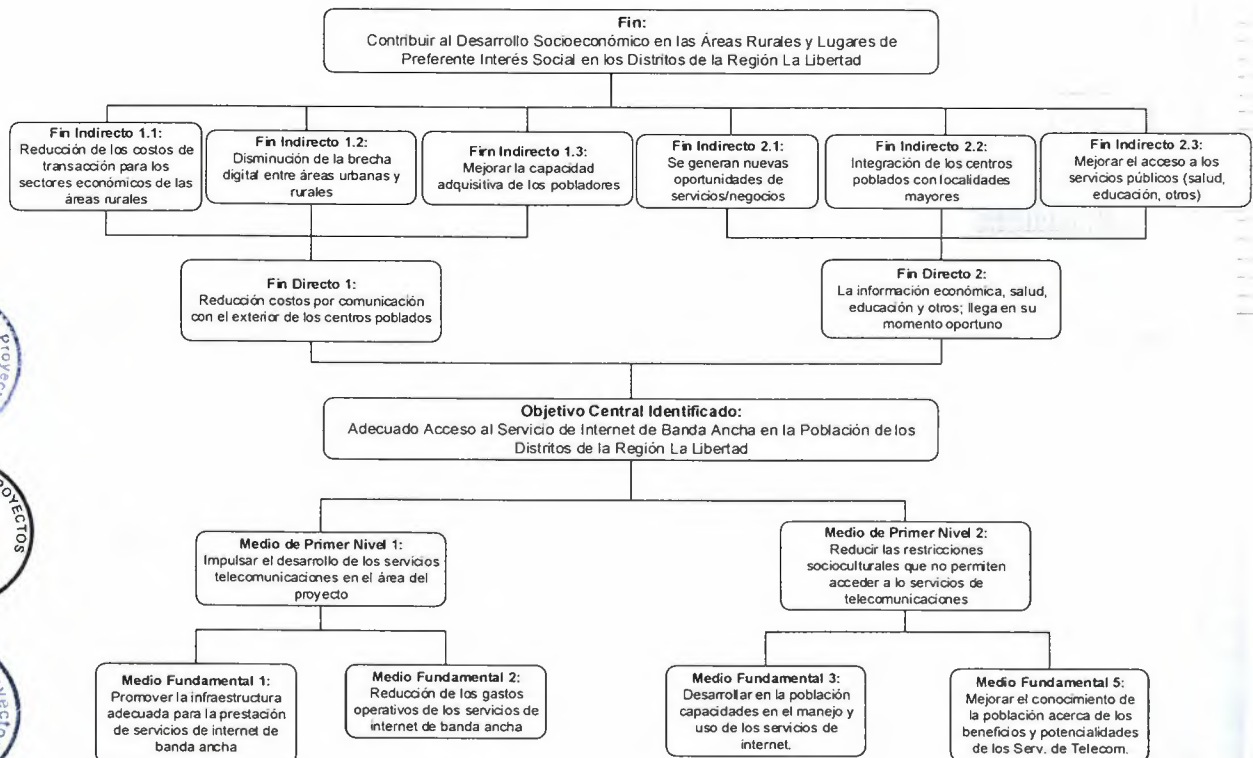 Fin:
Contribuir al Desarrollo Socioeconómico en las Áreas Rurales y Lugares de
Preferente Interés Social en los Distritos de la Región La Libertad
Fin Indirecto 1.1:
Reducción de los costos de
transacción para los
sectores económicos de las
áreas rurales
Fin Indirecto 1.2:
Disminución de la brecha
digital entre áreas urbanas y
rurales
Firn Indirecto 1.3:
Mejorar la capacidad
adquisitiva de los pobladores
Fin Indirecto 2.1:
Se generan nuevas
oportunidades de
servicios/negocios
Fin Indirecto 2.2:
Integración de los centros
poblados con localidades
mayores
Fin Indirecto 2.3:
Mejorar el acceso a los
servicios públicos (salud,
educación, otros)
Fin Directo 1:
Reducción costos por comunicación
con el exterior de los centros poblados
Fin Directo 2:
La información económica, salud,
educación y otros; llega en su
momento oportuno
Objetivo Central Identificado:
Adecuado Acceso al Servicio de Internet de Banda Ancha en la Población de los
Distritos de la Región La Libertad
Medio de Primer Nivel 1:
Impulsar el desarrollo de los servicios
telecomunicaciones en el área del
proyecto
Medio de Primer Nivel 2:
Reducir las restricciones
socioculturales que no permiten
acceder a lo servicios de
telecomunicaciones
Medio Fundamental 1:
Promover la infraestructura
adecuada para la prestación
de servicios de internet de
banda ancha
Medio Fundamental 2:
Reducción de los gastos
operativos de los servicios de
internet de banda ancha
Medio Fundamental 3:
Desarrollar en la población
capacidades en el manejo y
uso de los servicios de
internet.
Medio Fundamental 5:
Mejorar el conocimiento de
la población acerca de los
beneficios y potencialidades
de los Serv. de Telecom.